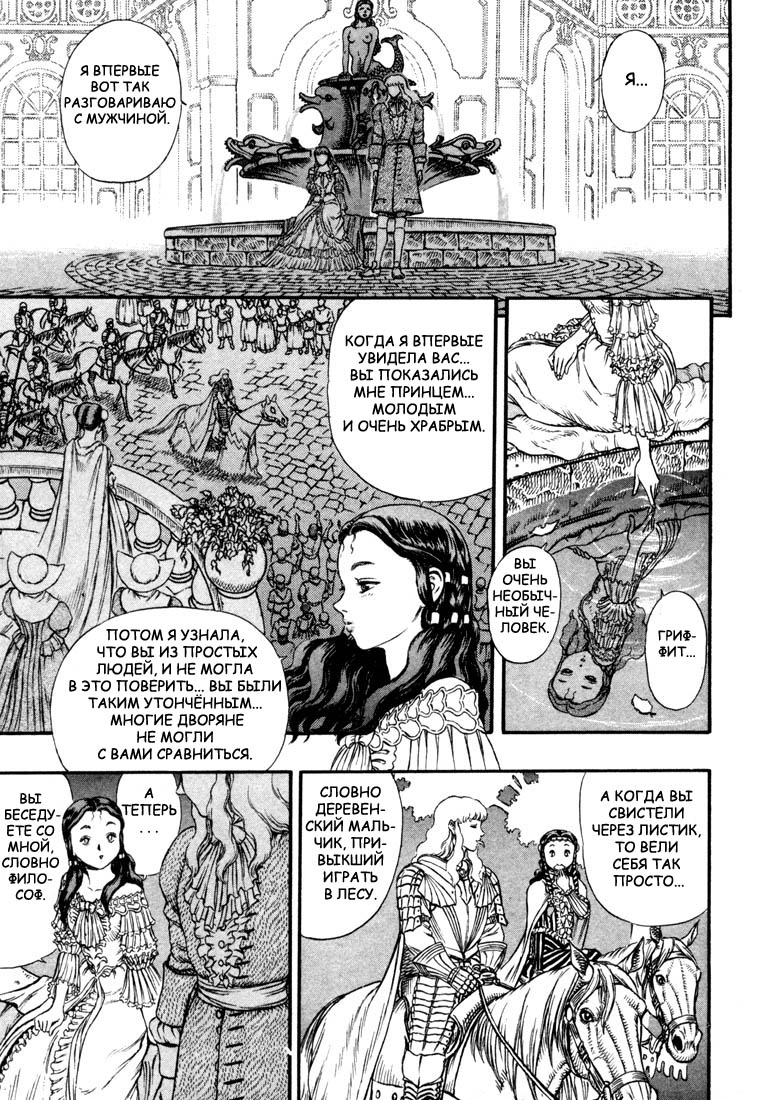 Я...
Я ВПЕРВЫЕ
ВОТ ТАК
РАЗГОВАРИВАЮ
С МУЖЧИНОЙ.
ГРИФ-
ФИТ...
ВЫ
ОЧЕНЬ
НЕОБЫЧ-
НЫЙ ЧЕ-
ЛОВЕК.
КОГДА Я ВПЕРВЫЕ
УВИДЕЛА ВАС...
ВЫ ПОКАЗАЛИСЬ
МНЕ ПРИНЦЕМ...
МОЛОДЫМ
И ОЧЕНЬ ХРАБРЫМ.
ПОТОМ Я УЗНАЛА,
ЧТО ВЫ ИЗ ПРОСТЫХ
ЛЮДЕЙ, И НЕ МОГЛА
В ЭТО ПОВЕРИТЬ... ВЫ БЫЛИ
ТАКИМ УТОНЧЁННЫМ...
МНОГИЕ ДВОРЯНЕ
НЕ МОГЛИ
С ВАМИ СРАВНИТЬСЯ.
А КОГДА ВЫ
СВИСТЕЛИ
ЧЕРЕЗ ЛИСТИК,
ТО ВЕЛИ
СЕБЯ ТАК
ПРОСТО...
СЛОВНО
ДЕРЕВЕН-
СКИЙ МАЛЬ-
ЧИК, ПРИ-
ВЫКШИЙ
ИГРАТЬ
В ЛЕСУ.
А
ТЕПЕРЬ
...
ВЫ
БЕСЕДУ-
ЕТЕ СО
МНОЙ,
СЛОВНО
ФИЛО-
СОФ.